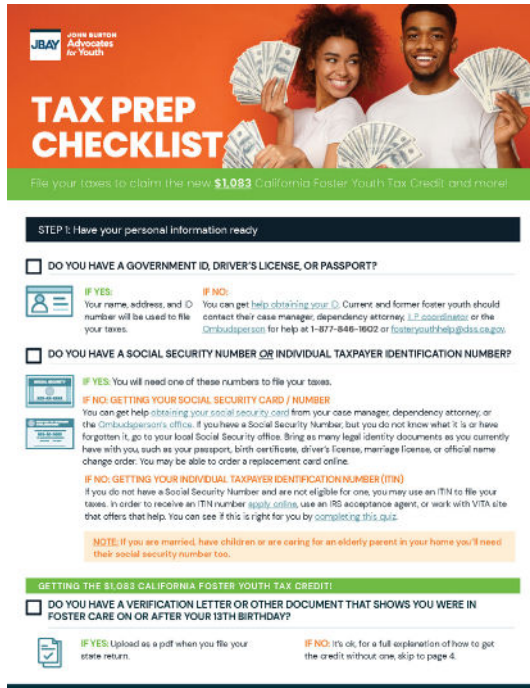 JBAY
JOHN BURTON
Advocates
for Youth
TAX PREP
CHECKLIST
File your taxes to claim the new $1,083 California Foster Youth Tax Credit and more!
STEP 1: Have your personal information ready
DO YOU HAVE A GOVERNMENT ID, DRIVER'S LICENSE, OR PASSPORT?
IF YES:
Your name, address, and ID
number will be used to file
your taxes.
IF NO:
You can get help obtaining your ID. Current and former foster youth should
contact their case manager, dependency attorney, ILP coordinator or the
Ombudsperson for help at 1-877-846-1602 or fosteryouthhelp@dss.ca.gov.
DO YOU HAVE A SOCIAL SECURITY NUMBER OR INDIVIDUAL TAXPAYER IDENTIFICATION NUMBER?
SOCIAL SECURITY
IF YES: You will need one of these numbers to file your taxes.
IF NO: GETTING YOUR SOCIAL SECURITY CARD / NUMBER
You can get help obtaining your social security card from your case manager, dependency attorney, or
the Ombudsperson's office. If you have a Social Security Number, but you do not know what it is or have
forgotten it, go to your local Social Security office. Bring as many legal identity documents as you currently
have with you, such as your passport, birth certificate, driver's license, marriage license, or official name
change order. You may be able to order a replacement card online.
IF NO: GETTING YOUR INDIVIDUAL TAXPAYER IDENTIFICATION NUMBER (ITIN)
If you do not have a Social Security Number and are not eligible for one, you may use an ITIN to file your
taxes. In order to receive an ITIN number apply online, use an IRS acceptance agent, or work with VITA site
that offers that help. You can see if this is right for you by completing this quiz.
NOTE: If you are married, have children or are caring for an elderly parent in your home you'll need
their social security number too.
GETTING THE $1,083 CALIFORNIA FOSTER YOUTH TAX CREDIT!
DO YOU HAVE A VERIFICATION LETTER OR OTHER DOCUMENT THAT SHOWS YOU WERE IN
FOSTER CARE ON OR AFTER YOUR 13TH BIRTHDAY?
IF YES: Upload as a pdf when you file your
state return.
IF NO: It's ok, for a full explanation of how to get
the credit without one, skip to page 4.